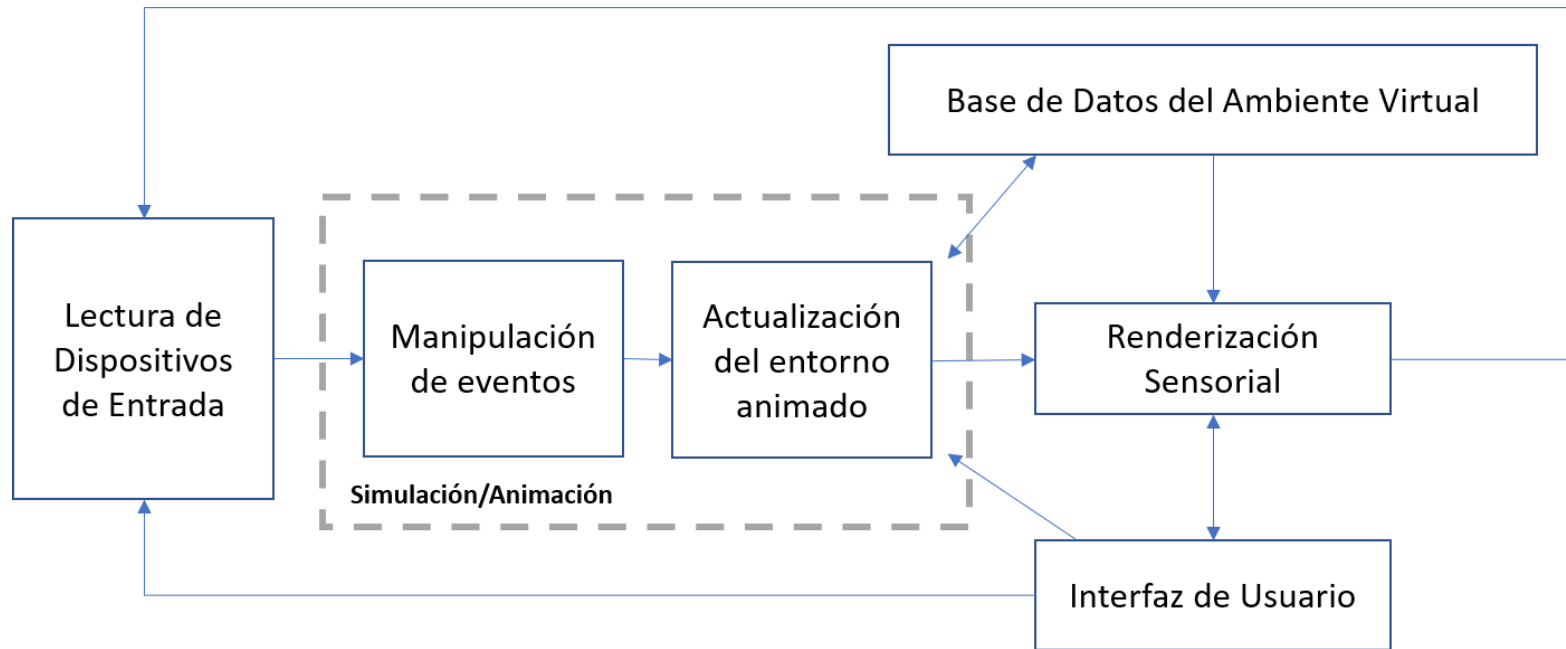 Base de Datos del Ambiente Virtual
Lectura de
Dispositivos
de Entrada
Manipulación
de eventos
Actualización
del entorno
animado
Renderización
Sensorial
Simulación/Animación
Interfaz de Usuario